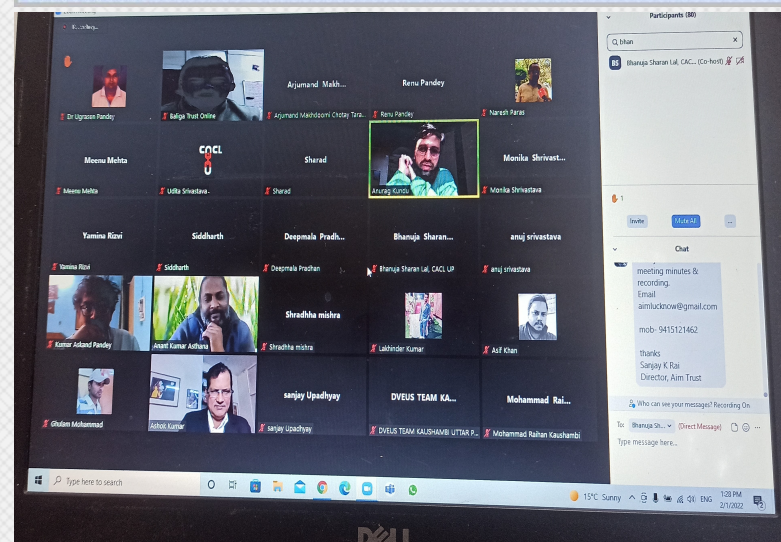 Participants (80)
bhan
BS Bhanuja Sharan Lal, CAC... (Co-host)
Dr Ugrasen Pandey
Baliga Trust Online
Arjumand Makh...
Arjumand Makhdoomi Chotay Tara...
Renu Pandey
Renu Pandey
Naresh Paras
Meenu Mehta
Meenu Mehta
CACL
Udita Srivastava
Sharad
Sharad
Anurag Kundu
Monika Shrivast...
Monika Shrivastava
Yamina Rizvi
Yamina Rizvi
Siddharth
Siddharth
Deepmala Pradh...
Deepmala Pradhan
Bhanuja Sharan...
Bhanuja Sharan Lal, CACL UP
anuj srivastava
anuj srivastava
Kumar Askand Pandey
Anant Kumar Asthana
Shradhha mishra
Shradhha mishra
Lakhinder Kumar
Asif Khan
Ghulam Mohammad
Ashok Kumar
sanjay Upadhyay
sanjay Upadhyay
DVEUS TEAM KA...
DVEUS TEAM KAUSHAMBI UTTAR P...
Mohammad Rai...
Mohammad Raihan Kaushambi
1
Invite
Mute All
...
Chat
meeting minutes &
recording.
Email
aimlucknow@gmail.com
mob- 9415121462
thanks
Sanjay K Rai
Director, Aim Trust
Who can see your messages? Recording On
To: Bhanuja Sh... (Direct Message)
Type message here...
Type here to search
15°C Sunny
ENG
1:28 PM
2/1/2022
2
DELL